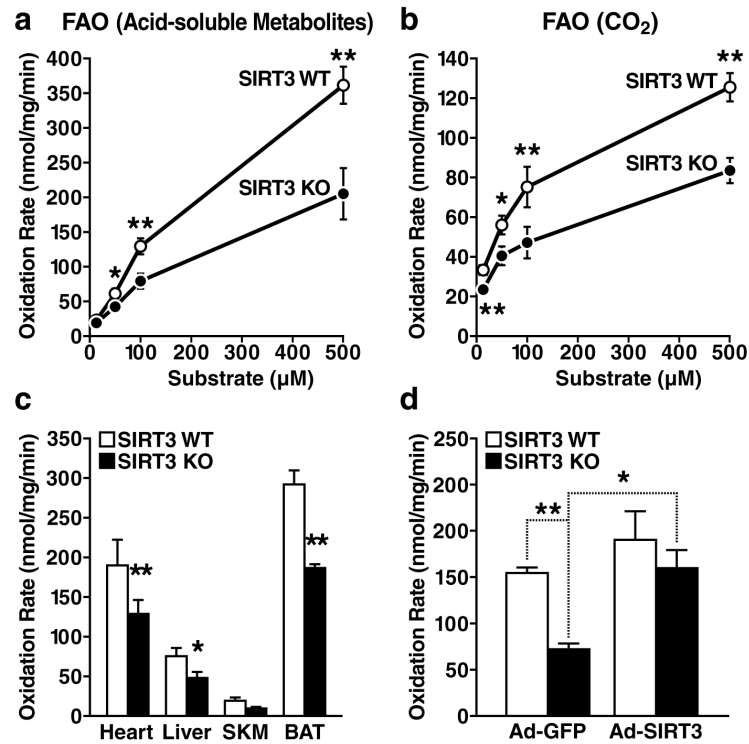 a FAO (Acid-soluble Metabolites)
Oxidation Rate (nmol/mg/min)
400
350
300
250
200
150
100
50
0
**
SIRT3 WT
SIRT3 KO
**
*
0 100 200 300 400 500
Substrate (µM)
b FAO (CO2)
Oxidation Rate (nmol/mg/min)
140
120
100
80
60
40
20
0
**
SIRT3 WT
**
SIRT3 KO
*
**
0 100 200 300 400 500
Substrate (µM)
c
Oxidation Rate (nmol/mg/min)
350
300
250
200
150
100
50
0
SIRT3 WT
SIRT3 KO
**
**
*
Heart Liver SKM BAT
d
Oxidation Rate (nmol/mg/min)
250
200
200
150
100
50
0
SIRT3 WT
SIRT3 KO
*
**
Ad-GFP Ad-SIRT3